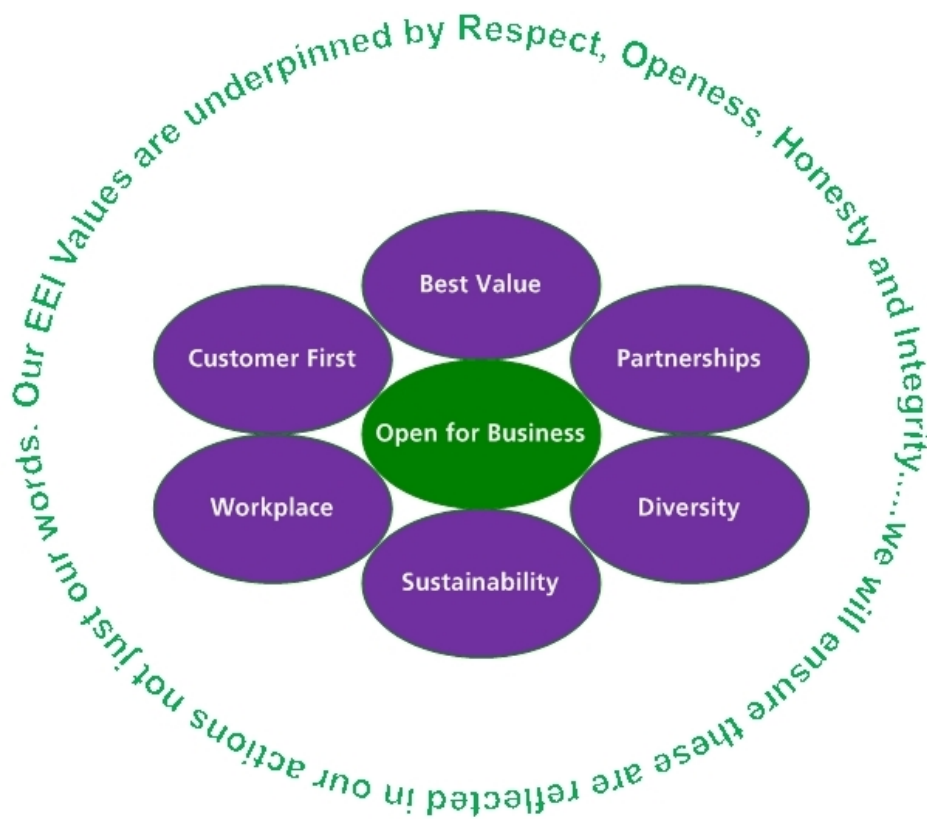 Our EEI Values are underpinned by Respect, Openess, Honesty and Integrity.....We will ensure these are reflected in our actions not just our words.
Best Value
Customer First
Partnerships
Open for Business
Workplace
Diversity
Sustainability